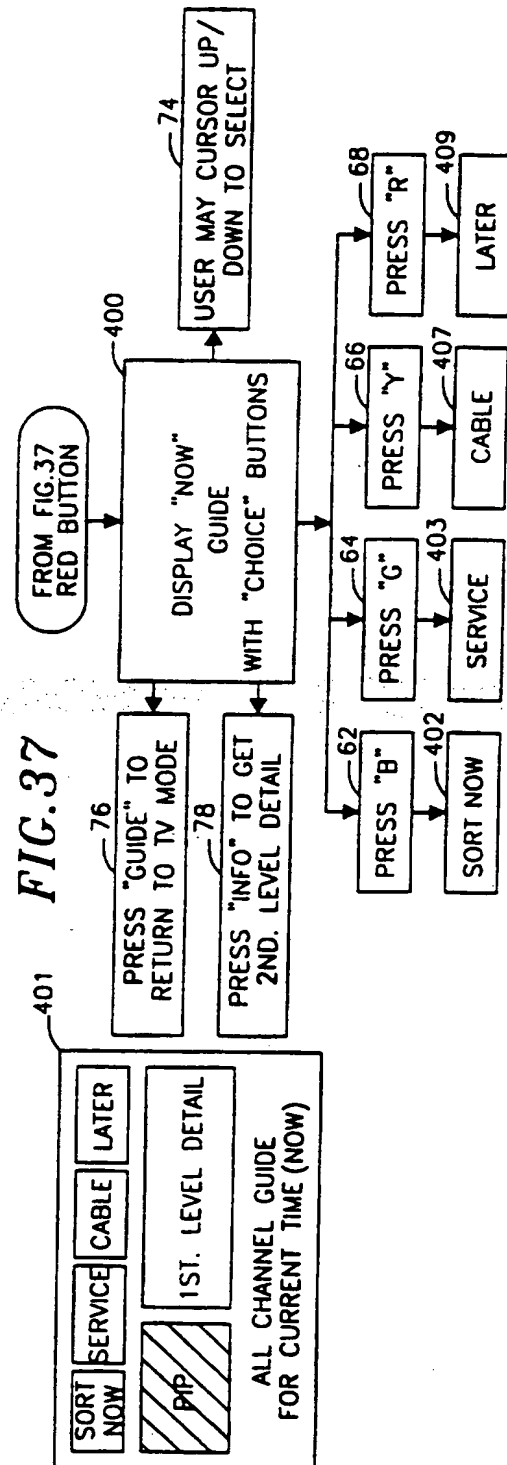 FIG.37
401
SORT
NOW
SERVICE
CABLE
LATER
PIP
1ST. LEVEL DETAIL
ALL CHANNEL GUIDE
FOR CURRENT TIME (NOW)
FROM FIG.37
RED BUTTON
400
DISPLAY "NOW"
GUIDE
WITH "CHOICE" BUTTONS
76
PRESS "GUIDE" TO
RETURN TO TV MODE
78
PRESS "INFO" TO GET
2ND. LEVEL DETAIL
74
USER MAY CURSOR UP/
DOWN TO SELECT
62
PRESS "B"
402
SORT NOW
64
PRESS "G"
403
SERVICE
66
PRESS "Y"
407
CABLE
68
PRESS "R"
409
LATER